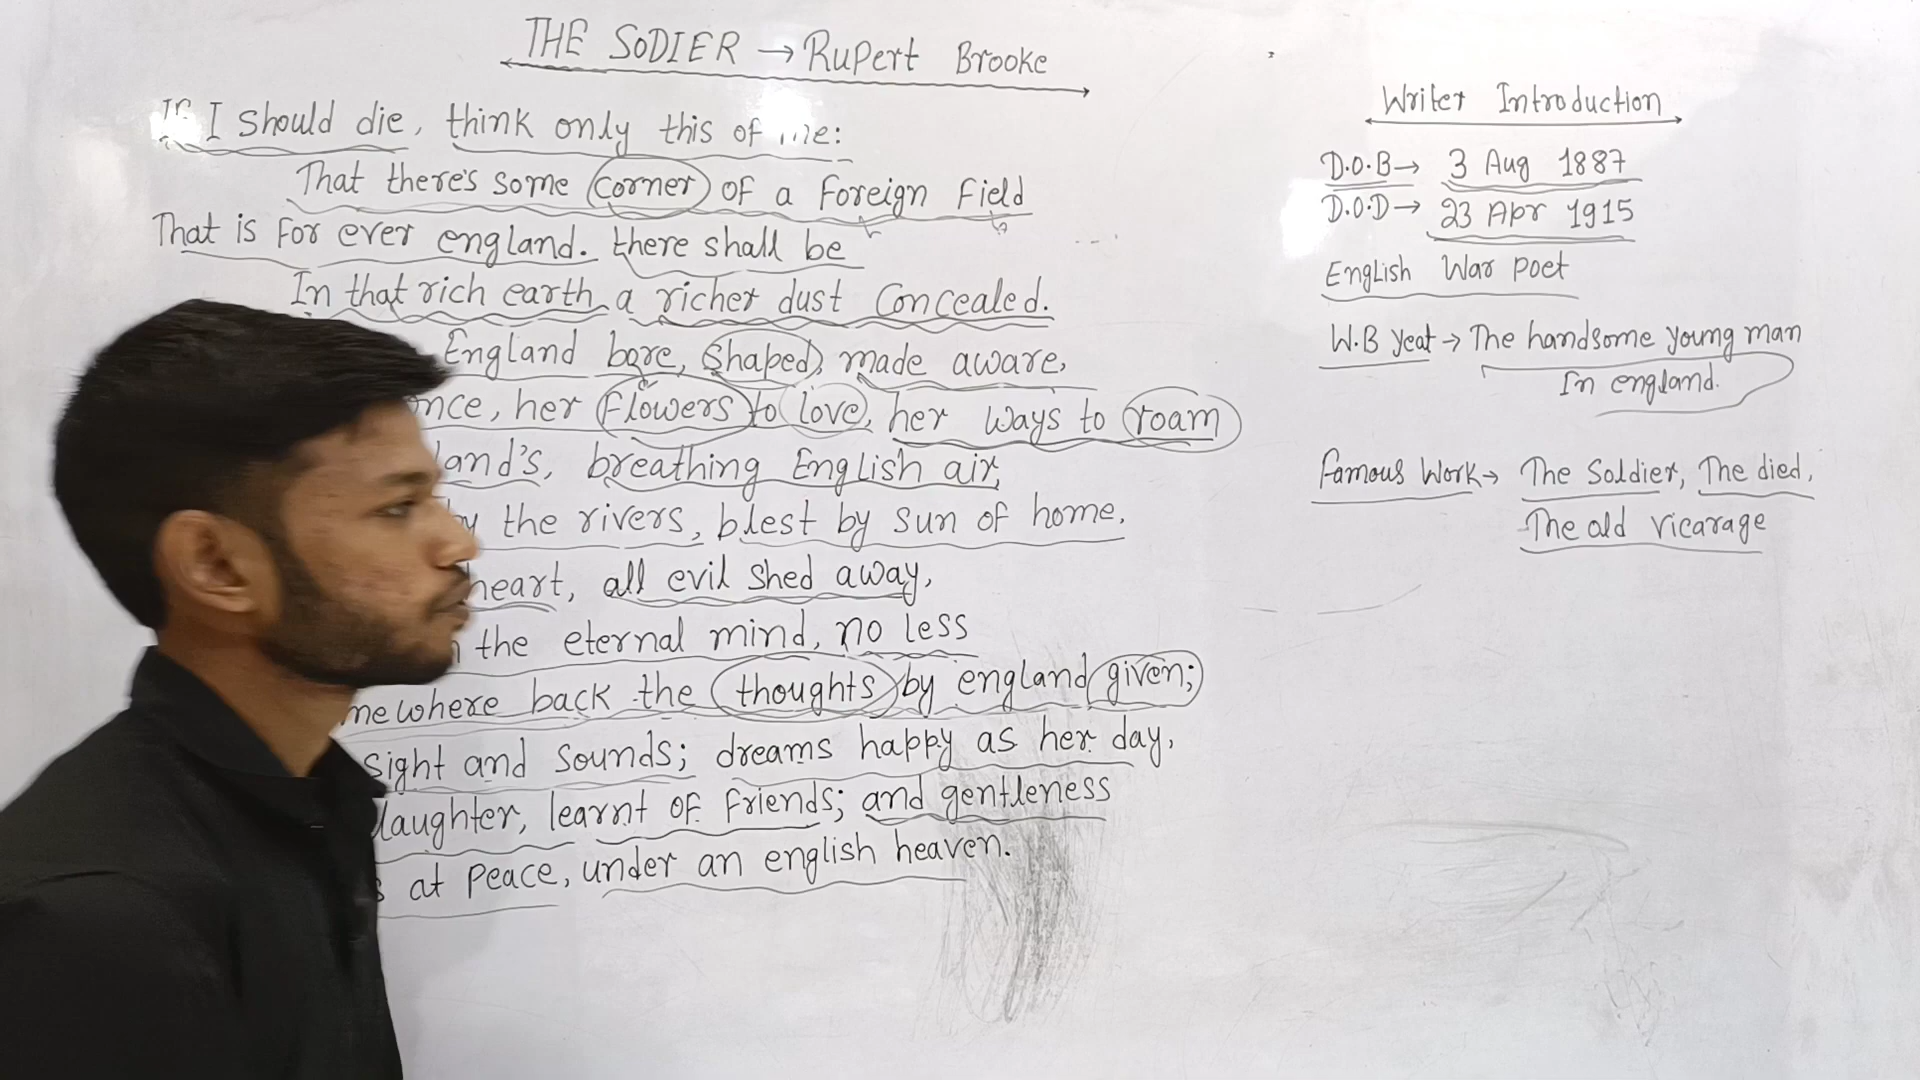 THE SODIER → Rupert Brooke
If I should die, think only this of me:
That there's some corner of a foreign field
That is for ever england. there shall be
In that rich earth a richer dust concealed.
England bore, shaped, made aware,
her flowers to love, her ways to roam
breathing English air,
the rivers, blest by sun of home.
heart, all evil shed away,
the eternal mind, no less
where back the thoughts by england given;
sight and sounds; dreams happy as her day,
laughter, learnt of friends; and gentleness
at peace, under an english heaven.
Writer Introduction
D.O.B → 3 Aug 1887
D.O.D → 23 Apr 1915
English War poet
W.B yeat → The handsome young man
In england.
famous Work → The Soldier, The died,
The old vicarage